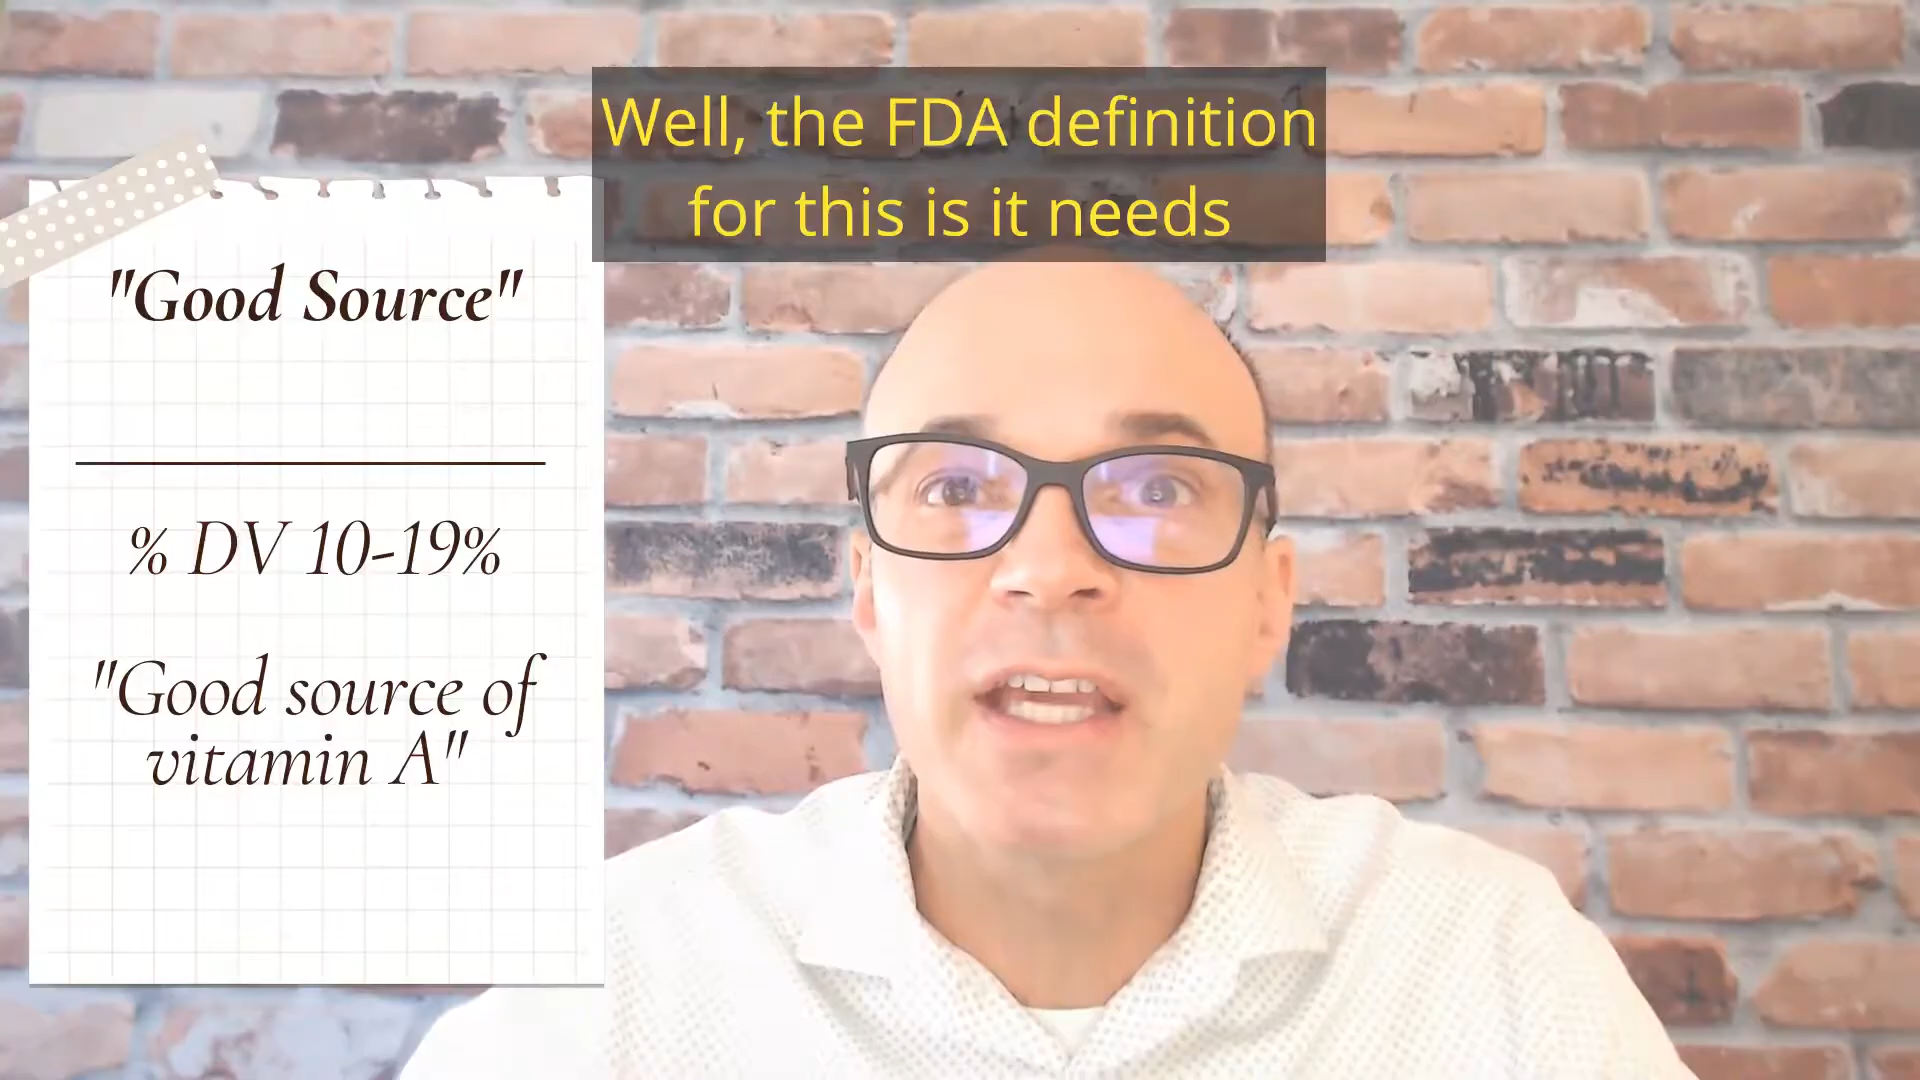 Well, the FDA definition
for this is it needs
"Good Source"
% DV 10-19%
"Good source of
vitamin A"